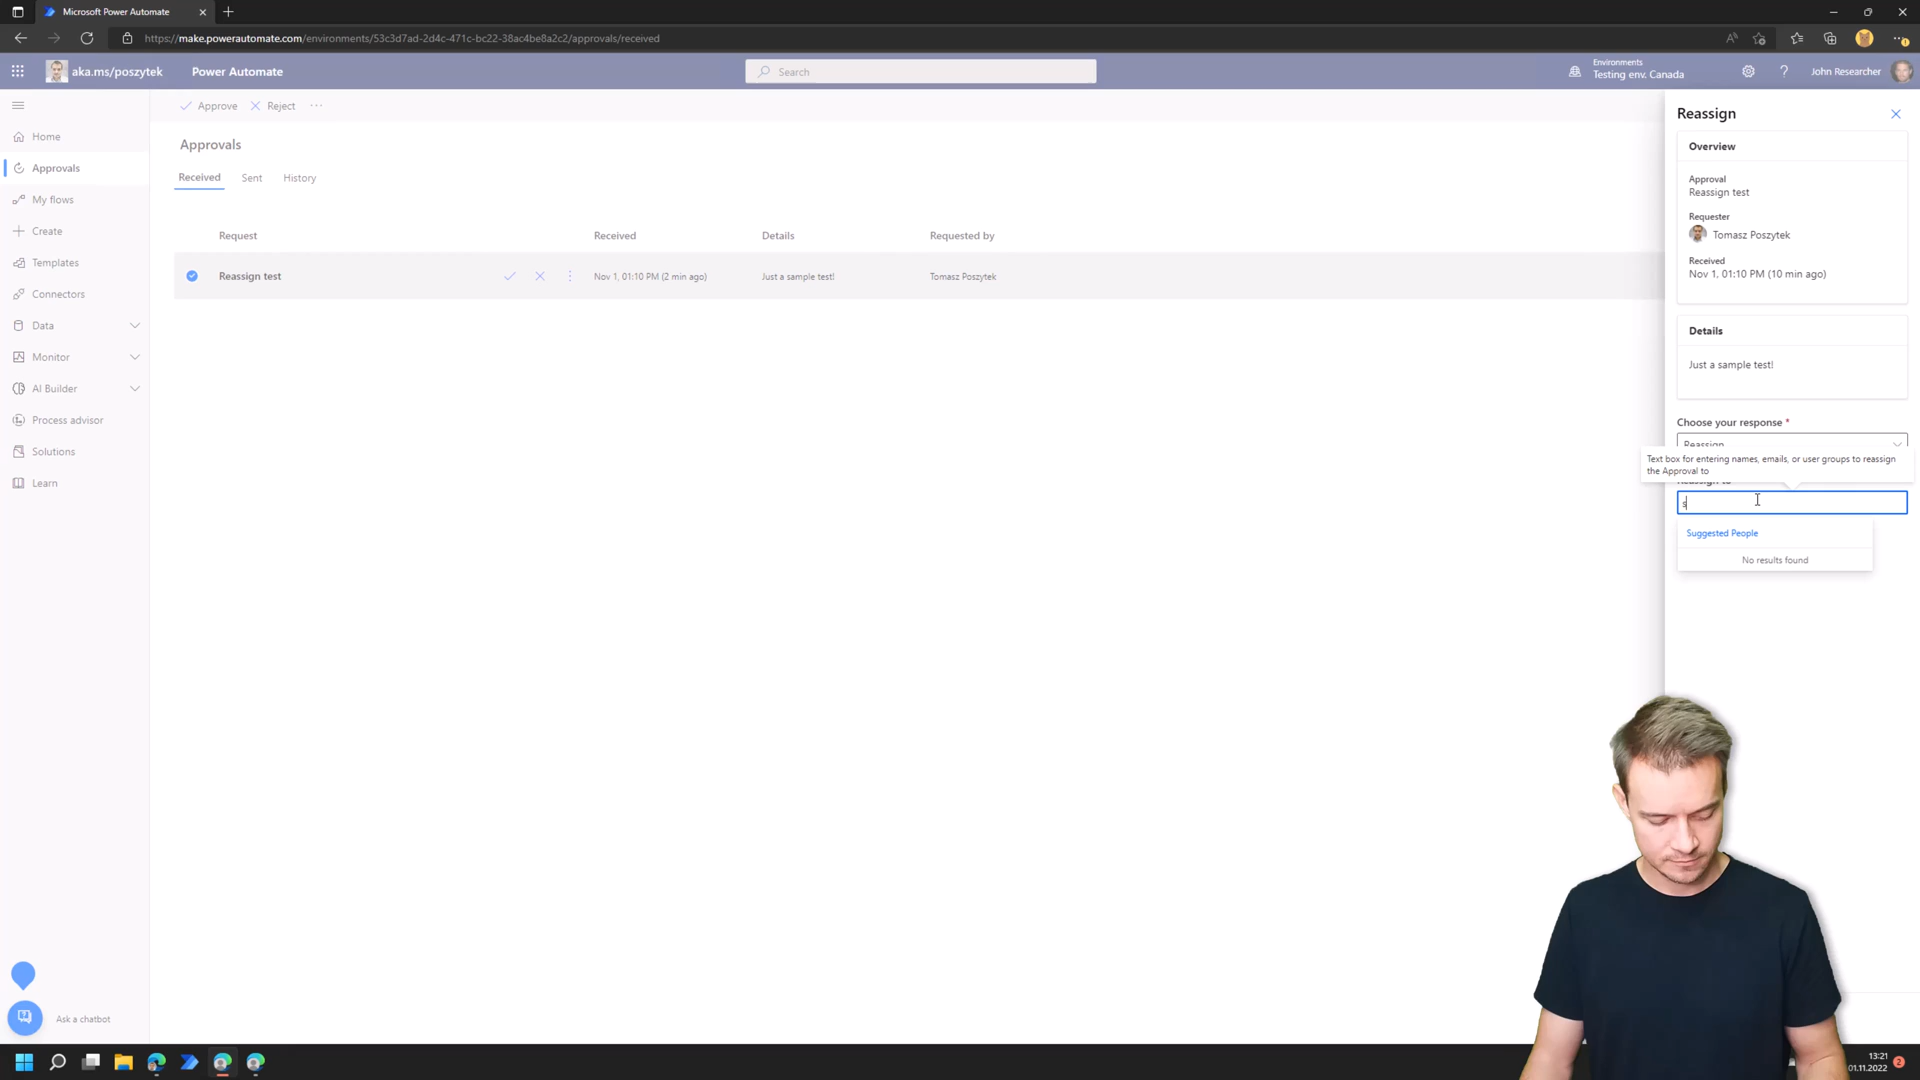 Microsoft Power Automate
https://make.powerautomate.com/environments/53c3d7ad-2d4c-471c-bc22-38ac4be8a2c2/approvals/received
aka.ms/poszytek
Power Automate
Search
Environments
Testing env. Canada
John Researcher
Home
Approvals
My flows
Create
Templates
Connectors
Data
Monitor
AI Builder
Process advisor
Solutions
Learn
Ask a chatbot
Approve
Reject
Approvals
Received
Sent
History
Request
Received
Details
Requested by
Reassign test
Nov 1, 01:10 PM (2 min ago)
Just a sample test!
Tomasz Poszytek
Reassign
Overview
Approval
Reassign test
Requester
Tomasz Poszytek
Received
Nov 1, 01:10 PM (10 min ago)
Details
Just a sample test!
Choose your response *
Reassign
Text box for entering names, emails, or user groups to reassign
the Approval to
Reassign to
s
Suggested People
No results found
13:21
01.11.2022
2